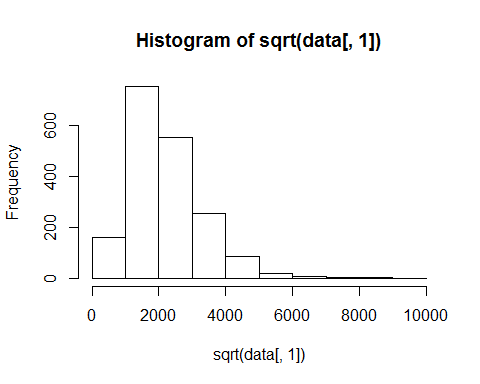 Histogram of sqrt(data[, 1])
Frequency
600
400
200
0
0 2000 4000 6000 8000 10000
sqrt(data[, 1])